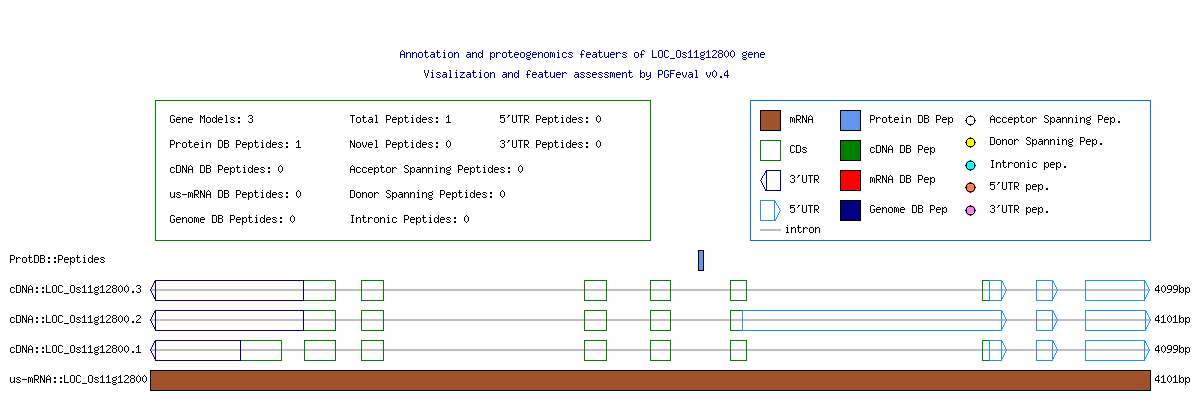 Annotation and proteogenomics featuers of LOC_Os11g12800 gene
Visalization and featuer assessment by PGFeval v0.4
Gene Models: 3 Total Peptides: 1 5'UTR Peptides: 0
Protein DB Peptides: 1 Novel Peptides: 0 3'UTR Peptides: 0
cDNA DB Peptides: 0 Acceptor Spanning Peptides: 0
us-mRNA DB Peptides: 0 Donor Spanning Peptides: 0
Genome DB Peptides: 0 Intronic Peptides: 0
mRNA Protein DB Pep Acceptor Spanning Pep.
CDs cDNA DB Pep Donor Spanning Pep.
3'UTR mRNA DB Pep Intronic pep.
5'UTR Genome DB Pep 5'UTR pep.
intron 3'UTR pep.
ProtDB::Peptides
cDNA::LOC_Os11g12800.3 4099bp
cDNA::LOC_Os11g12800.2 4101bp
cDNA::LOC_Os11g12800.1 4099bp
us-mRNA::LOC_Os11g12800 4101bp